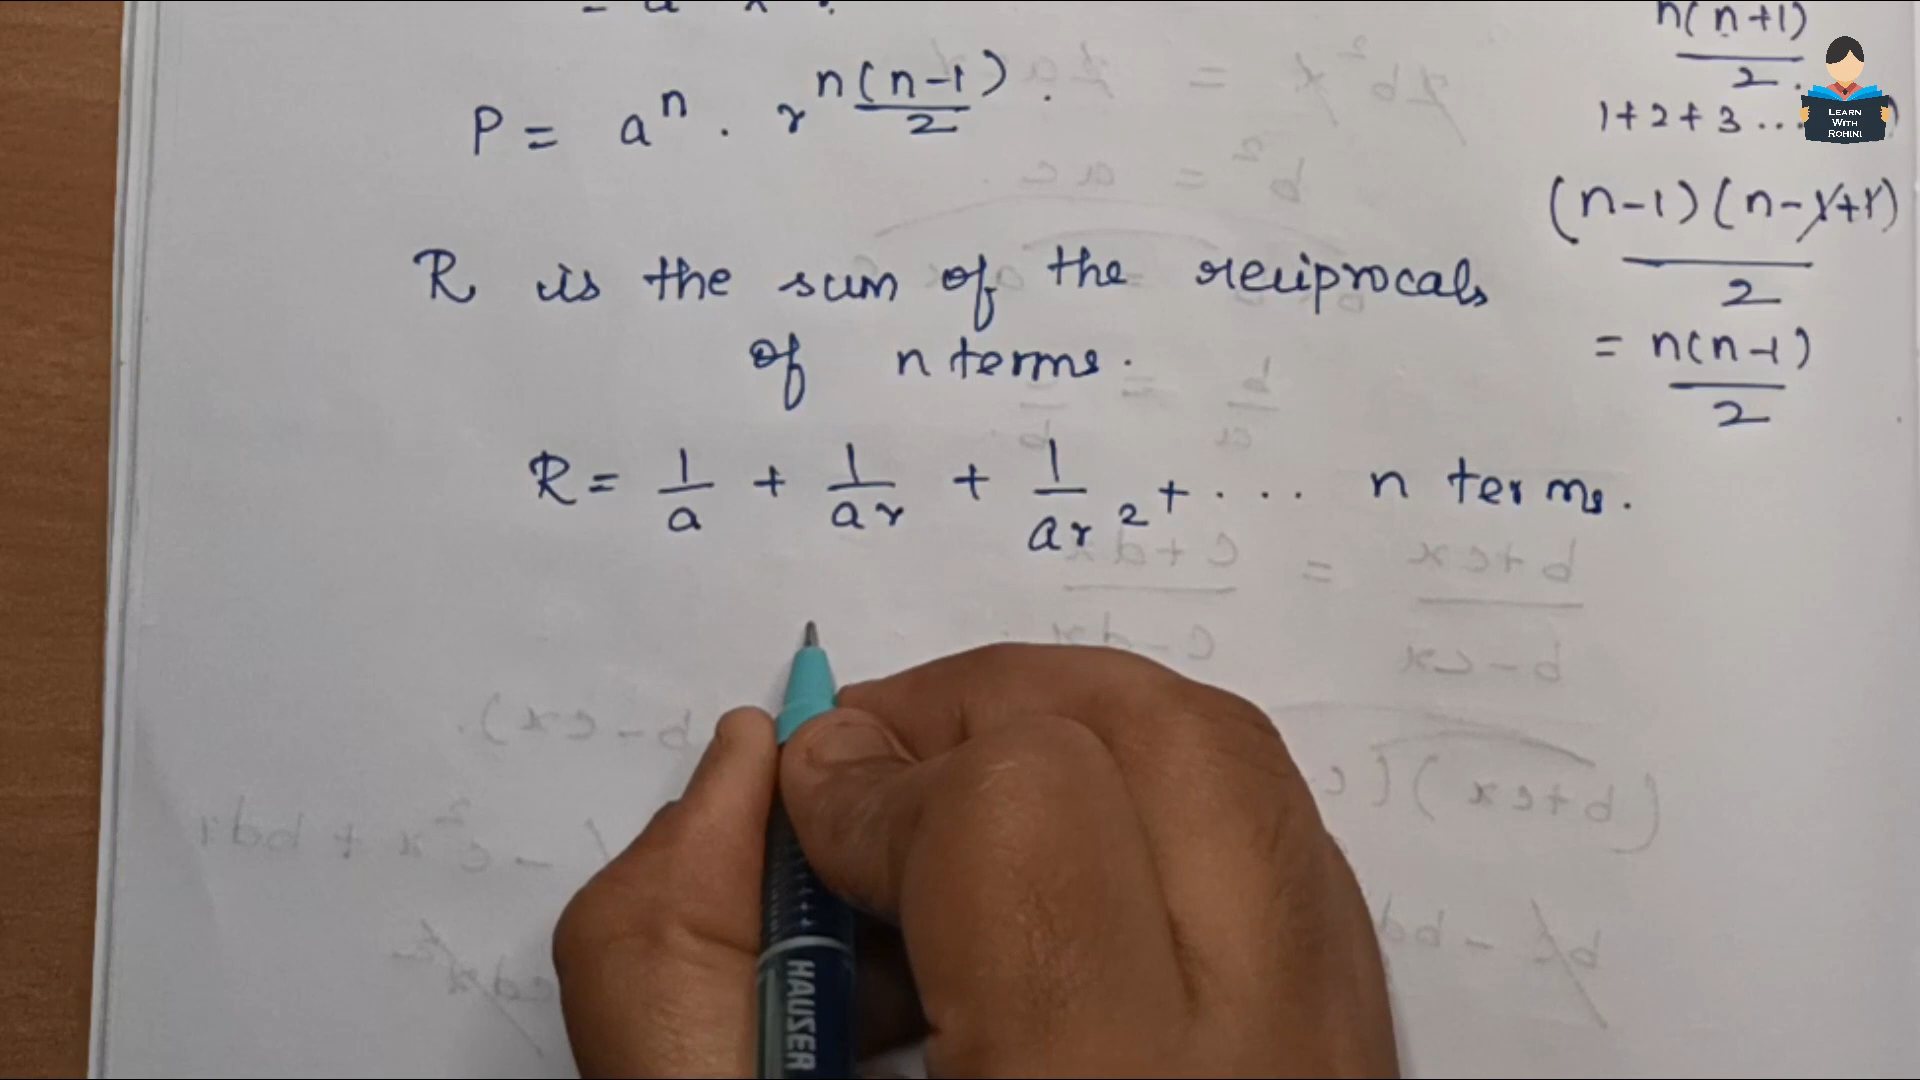 P = aⁿ · r^(n(n-1)/2) .
R is the sum of the reciprocals
of n terms.
R = 1/a + 1/ar + 1/ar² + ... n terms.
n(n+1)/2 .
1+2+3...
(n-1)(n-1+1)/2
= n(n-1)/2
LEARN
WITH
ROHINI
HAUSER